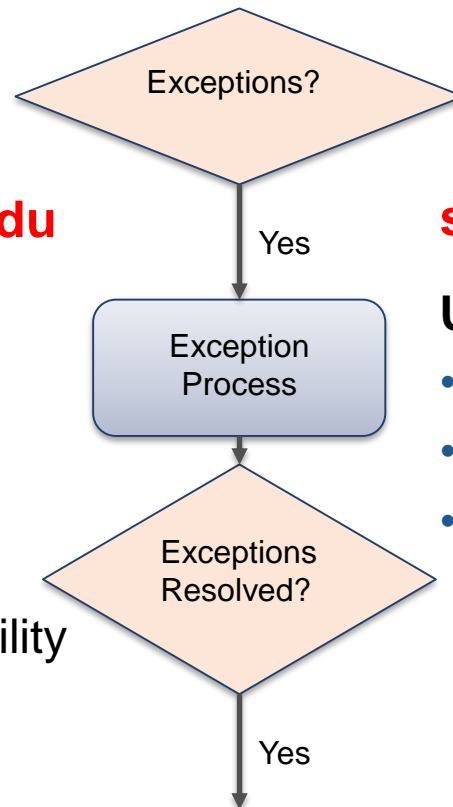 Exceptions?
du
s
Yes
U
Exception
Process
•
•
•
Exceptions
Resolved?
ility
Yes